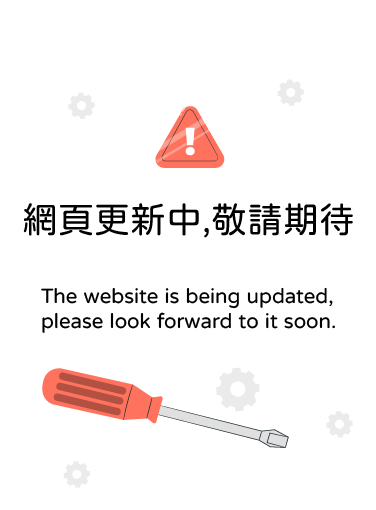 網頁更新中,敬請期待
The website is being updated,
please look forward to it soon.